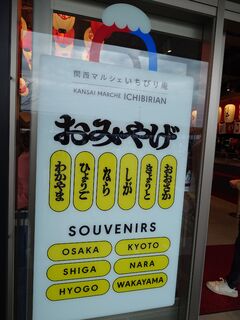 関西マルシェいちびり庵
KANSAI MARCHE ICHIBIRIAN
おみやげ
おおさか
きょうと
しが
なら
ひょうご
わかやま
SOUVENIRS
OSAKA
KYOTO
SHIGA
NARA
HYOGO
WAKAYAMA